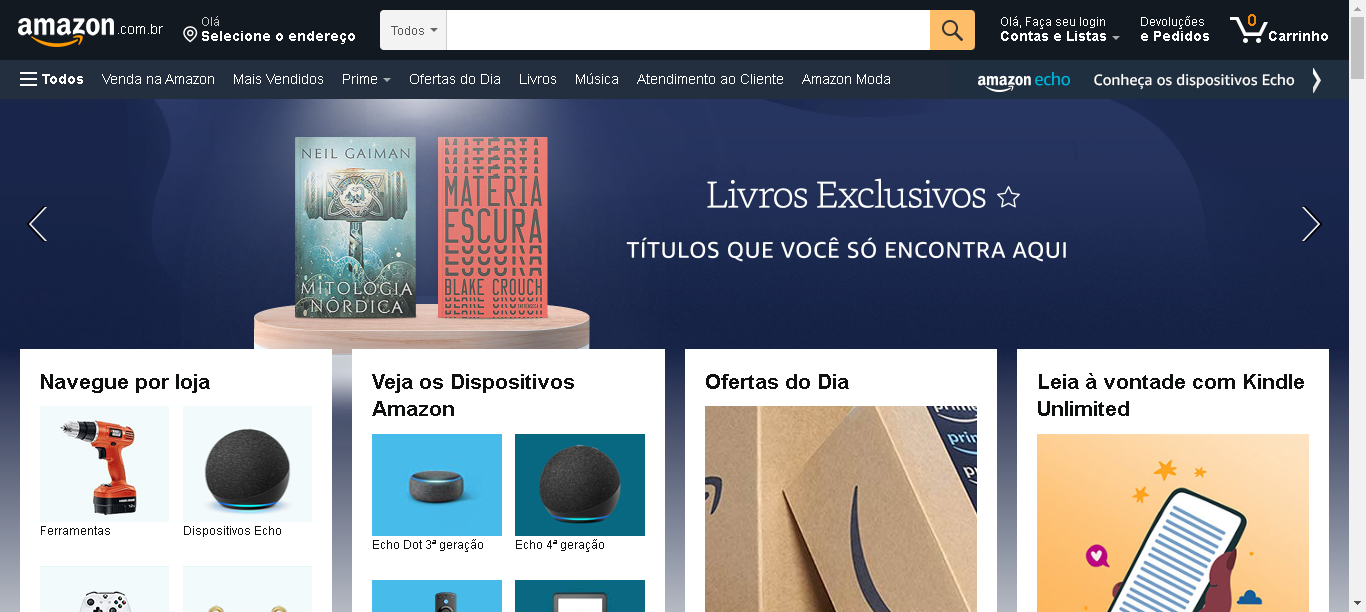 amazon.com.br
Olá
Selecione o endereço
Todos
Olá, Faça seu login
Contas e Listas
Devoluções
e Pedidos
0
Carrinho
Todos
Venda na Amazon
Mais Vendidos
Prime
Ofertas do Dia
Livros
Música
Atendimento ao Cliente
Amazon Moda
amazon echo
Conheça os dispositivos Echo
NEIL GAIMAN
MITOLOGIA
NÓRDICA
MATÉRIA
ESCURA
BLAKE CROUCH
Livros Exclusivos
TÍTULOS QUE VOCÊ SÓ ENCONTRA AQUI
Navegue por loja
Ferramentas
Dispositivos Echo
Veja os Dispositivos
Amazon
Echo Dot 3ª geração
Echo 4ª geração
Ofertas do Dia
prime
Leia à vontade com Kindle
Unlimited